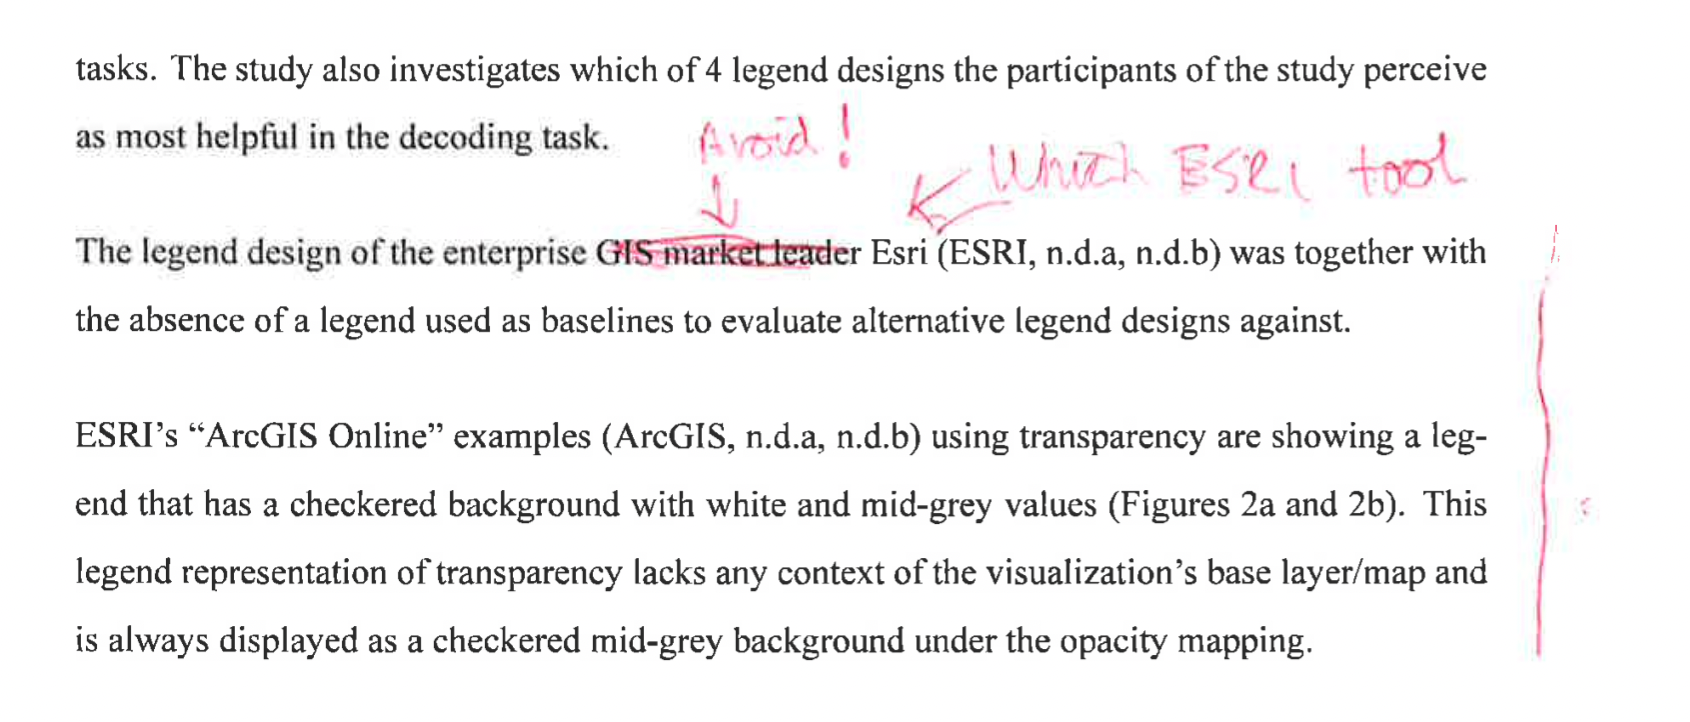 tasks. The study also investigates which of 4 legend designs the participants of the study perceive
as most helpful in the decoding task.
Avoid!
Which ESRI tool
The legend design of the enterprise GIS market leader Esri (ESRI, n.d.a, n.d.b) was together with
the absence of a legend used as baselines to evaluate alternative legend designs against.
ESRI's “ArcGIS Online” examples (ArcGIS, n.d.a, n.d.b) using transparency are showing a leg-
end that has a checkered background with white and mid-grey values (Figures 2a and 2b). This
legend representation of transparency lacks any context of the visualization's base layer/map and
is always displayed as a checkered mid-grey background under the opacity mapping.